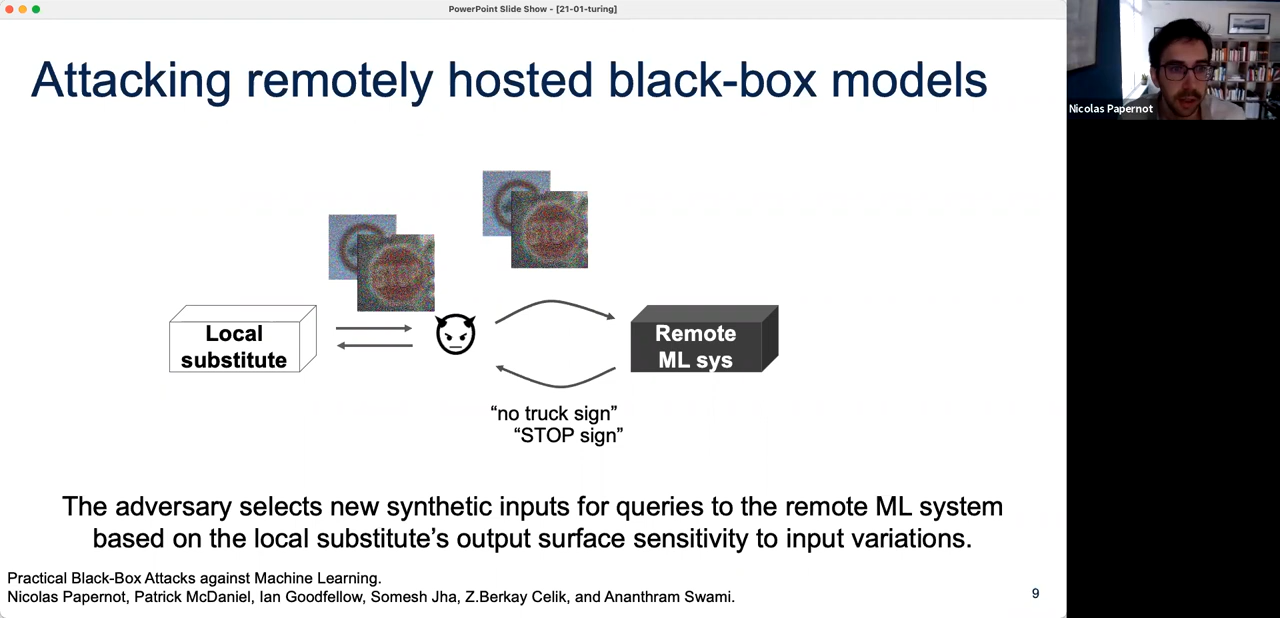 PowerPoint Slide Show - [21-01-turing]
Attacking remotely hosted black-box models
Nicolas Papernot
Local
substitute
Remote
ML sys
“no truck sign”
“STOP sign”
The adversary selects new synthetic inputs for queries to the remote ML system
based on the local substitute’s output surface sensitivity to input variations.
Practical Black-Box Attacks against Machine Learning.
Nicolas Papernot, Patrick McDaniel, Ian Goodfellow, Somesh Jha, Z.Berkay Celik, and Ananthram Swami.
9